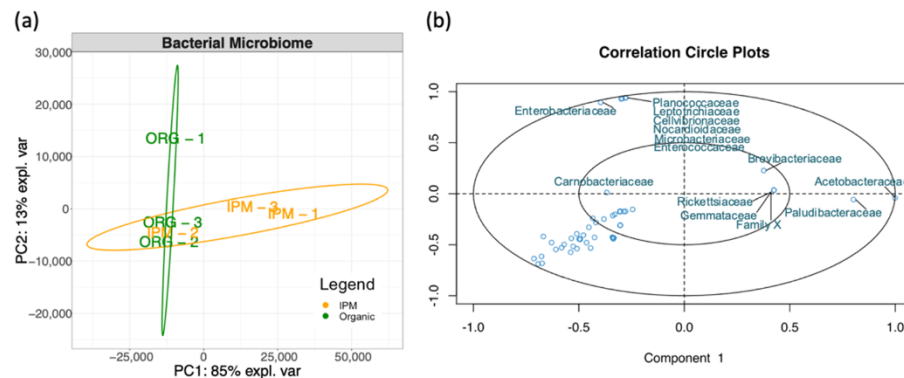 (a)
Bacterial Microbiome
30,000
20,000
10,000
0
-10,000
-20,000
PC2: 13% expl. var
ORG – 1
IPM – 3
IPM – 1
ORG – 3
IPM – 2
ORG – 2
Legend
IPM
Organic
-25,000 0 25,000 50,000
PC1: 85% expl. var
(b)
Correlation Circle Plots
1.0
0.5
0.0
-0.5
-1.0
Enterobacteriaceae
Planococcaceae
Leptotrichiaceae
Cellvibrionaceae
Nocardioidaceae
Microbacteriaceae
Enterococcaceae
Brevibacteriaceae
Carnobacteriaceae
Acetobacteraceae
Rickettsiaceae
Gemmataceae
Paludibacteraceae
Family X
-1.0 -0.5 0.0 0.5 1.0
Component 1